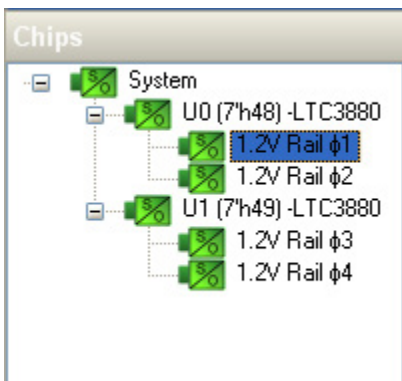 Chips
System
U0 (7'h48) -LTC3880
1.2V Rail ϕ1
1.2V Rail ϕ2
U1 (7'h49) -LTC3880
1.2V Rail ϕ3
1.2V Rail ϕ4